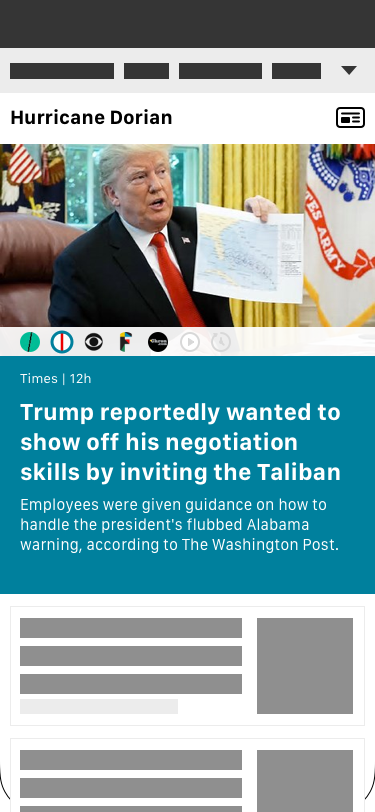 Hurricane Dorian
ARMY
Times | 12h
Trump reportedly wanted to
show off his negotiation
skills by inviting the Taliban
Employees were given guidance on how to
handle the president's flubbed Alabama
warning, according to The Washington Post.